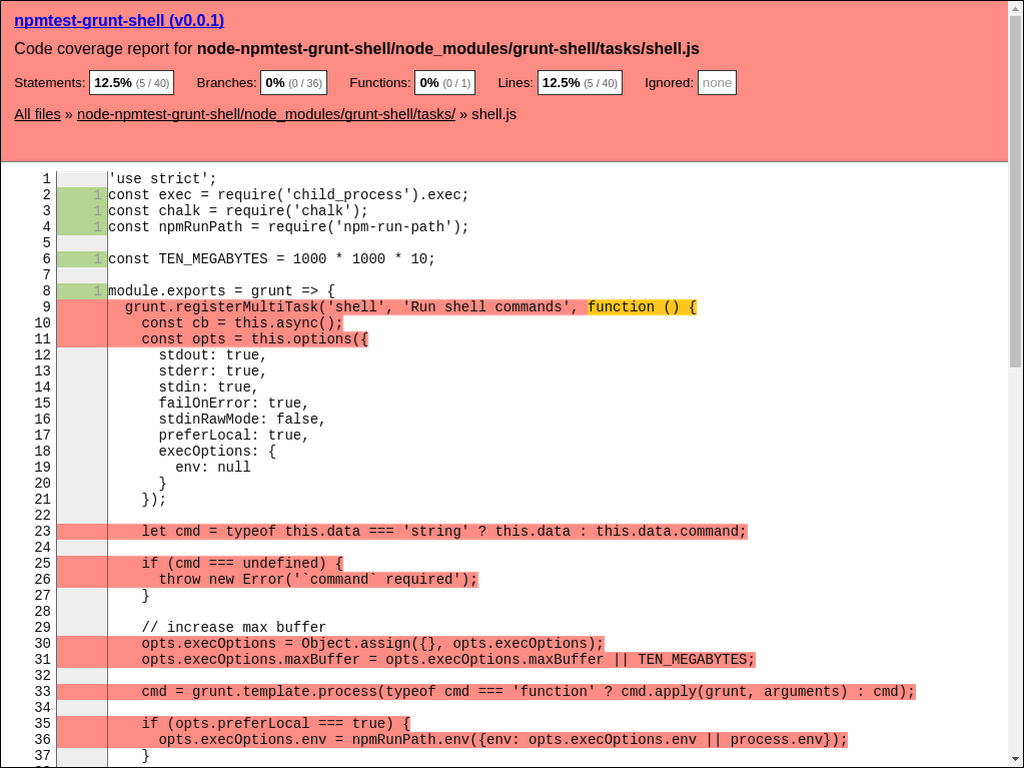 npmtest-grunt-shell (v0.0.1)
Code coverage report for node-npmtest-grunt-shell/node_modules/grunt-shell/tasks/shell.js
Statements: 12.5% (5 / 40) Branches: 0% (0 / 36) Functions: 0% (0 / 1) Lines: 12.5% (5 / 40) Ignored: none
All files » node-npmtest-grunt-shell/node_modules/grunt-shell/tasks/ » shell.js
1 'use strict';
2 1 const exec = require('child_process').exec;
3 1 const chalk = require('chalk');
4 1 const npmRunPath = require('npm-run-path');
5
6 1 const TEN_MEGABYTES = 1000 * 1000 * 10;
7
8 1 module.exports = grunt => {
9   grunt.registerMultiTask('shell', 'Run shell commands', function () {
10     const cb = this.async();
11     const opts = this.options({
12       stdout: true,
13       stderr: true,
14       stdin: true,
15       failOnError: true,
16       stdinRawMode: false,
17       preferLocal: true,
18       execOptions: {
19         env: null
20       }
21     });
22
23     let cmd = typeof this.data === 'string' ? this.data : this.data.command;
24
25     if (cmd === undefined) {
26       throw new Error('`command` required');
27     }
28
29     // increase max buffer
30     opts.execOptions = Object.assign({}, opts.execOptions);
31     opts.execOptions.maxBuffer = opts.execOptions.maxBuffer || TEN_MEGABYTES;
32
33     cmd = grunt.template.process(typeof cmd === 'function' ? cmd.apply(grunt, arguments) : cmd);
34
35     if (opts.preferLocal === true) {
36       opts.execOptions.env = npmRunPath.env({env: opts.execOptions.env || process.env});
37     }